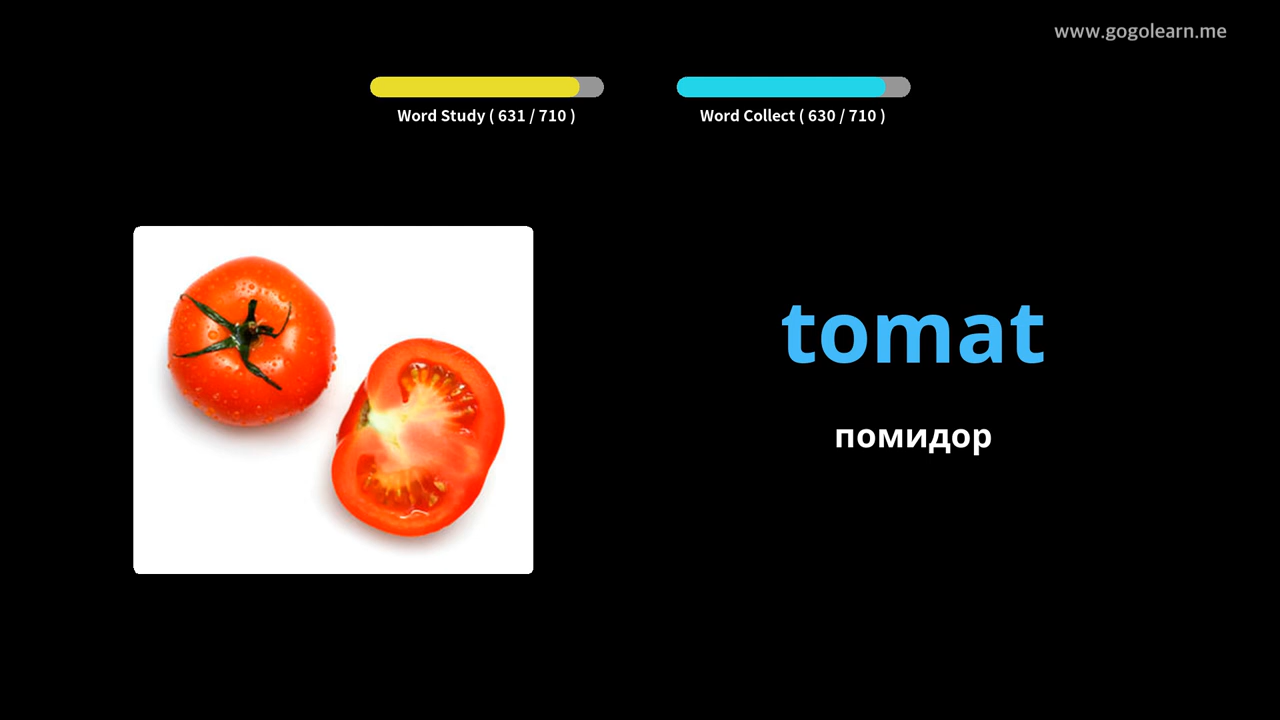 www.gogolearn.me
Word Study ( 631 / 710 )
Word Collect ( 630 / 710 )
tomat
помидор